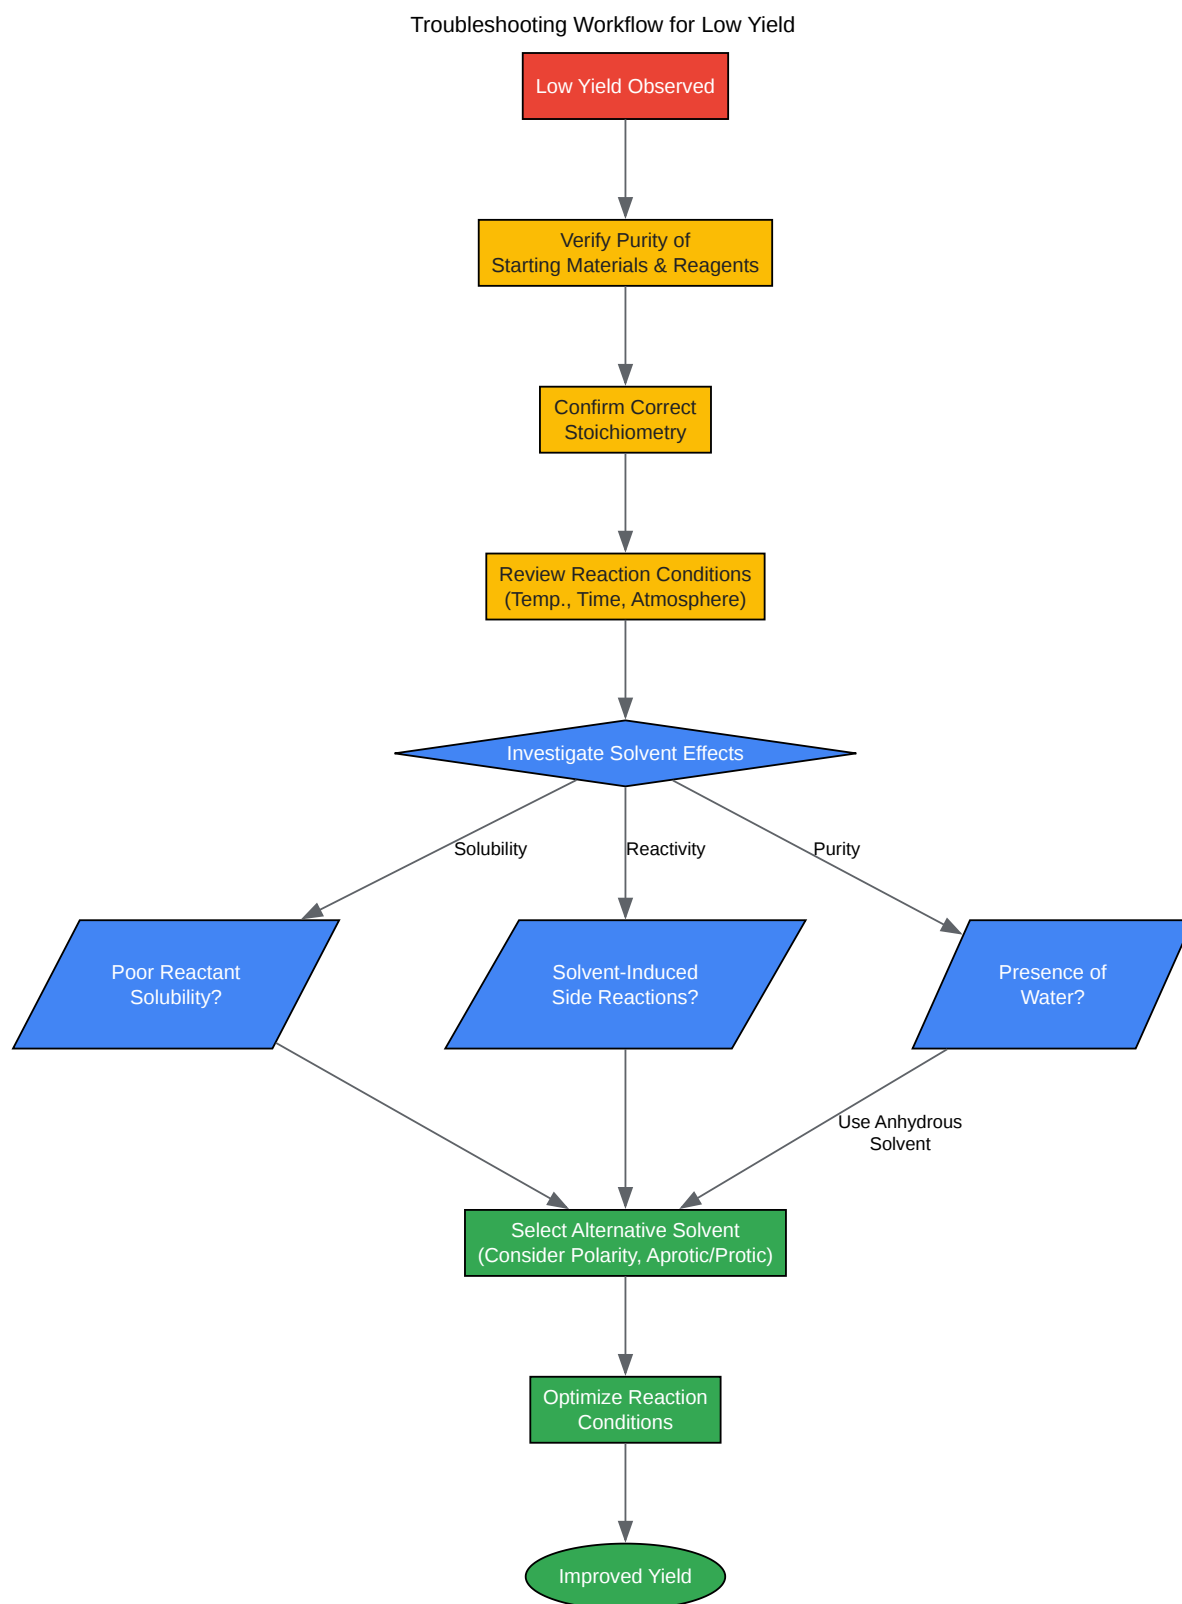 Troubleshooting Workflow for Low Yield
Low Yield Observed
Verify Purity of
Starting Materials & Reagents
Confirm Correct
Stoichiometry
Review Reaction Conditions
(Temp., Time, Atmosphere)
Investigate Solvent Effects
Solubility
Reactivity
Purity
Poor Reactant
Solubility?
Solvent-Induced
Side Reactions?
Presence of
Water?
Use Anhydrous
Solvent
Select Alternative Solvent
(Consider Polarity, Aprotic/Protic)
Optimize Reaction
Conditions
Improved Yield